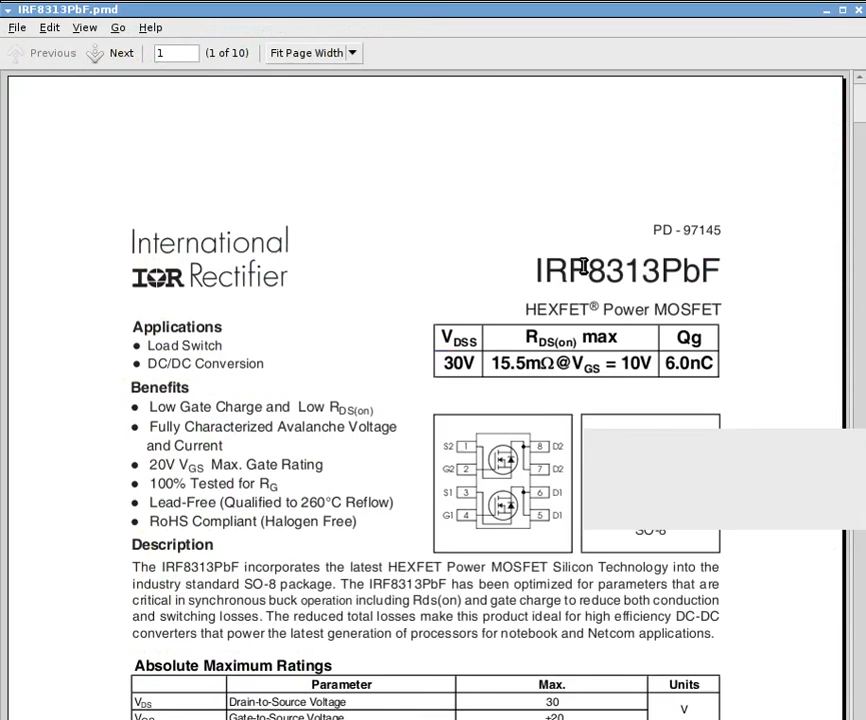 IRF8313PbF.pmd
File Edit View Go Help
Previous Next 1 (1 of 10) Fit Page Width
PD - 97145
International
IOR Rectifier
IRF8313PbF
HEXFET® Power MOSFET
VDSS RDS(on) max Qg
30V 15.5mΩ@VGS = 10V 6.0nC
Applications
● Load Switch
● DC/DC Conversion
Benefits
● Low Gate Charge and Low RDS(on)
● Fully Characterized Avalanche Voltage
and Current
● 20V VGS Max. Gate Rating
● 100% Tested for RG
● Lead-Free (Qualified to 260°C Reflow)
● RoHS Compliant (Halogen Free)
S2 1 8 D2
G2 2 7 D2
S1 3 6 D1
G1 4 5 D1
SO-8
Description
The IRF8313PbF incorporates the latest HEXFET Power MOSFET Silicon Technology into the
industry standard SO-8 package. The IRF8313PbF has been optimized for parameters that are
critical in synchronous buck operation including Rds(on) and gate charge to reduce both conduction
and switching losses. The reduced total losses make this product ideal for high efficiency DC-DC
converters that power the latest generation of processors for notebook and Netcom applications.
Absolute Maximum Ratings
Parameter Max. Units
VDS Drain-to-Source Voltage 30 V
VGS Gate-to-Source Voltage ±20